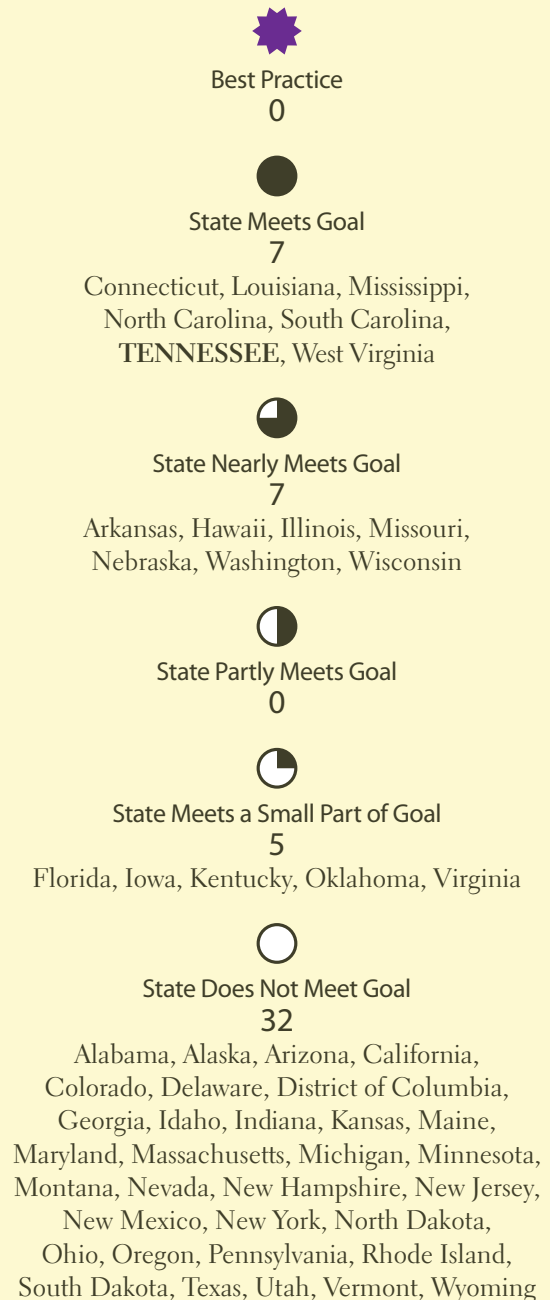 Best Practice
0
State Meets Goal
7
Connecticut, Louisiana, Mississippi,
North Carolina, South Carolina,
TENNESSEE, West Virginia
State Nearly Meets Goal
7
Arkansas, Hawaii, Illinois, Missouri,
Nebraska, Washington, Wisconsin
State Partly Meets Goal
0
State Meets a Small Part of Goal
5
Florida, Iowa, Kentucky, Oklahoma, Virginia
State Does Not Meet Goal
32
Alabama, Alaska, Arizona, California,
Colorado, Delaware, District of Columbia,
Georgia, Idaho, Indiana, Kansas, Maine,
Maryland, Massachusetts, Michigan, Minnesota,
Montana, Nevada, New Hampshire, New Jersey,
New Mexico, New York, North Dakota,
Ohio, Oregon, Pennsylvania, Rhode Island,
South Dakota, Texas, Utah, Vermont, Wyoming